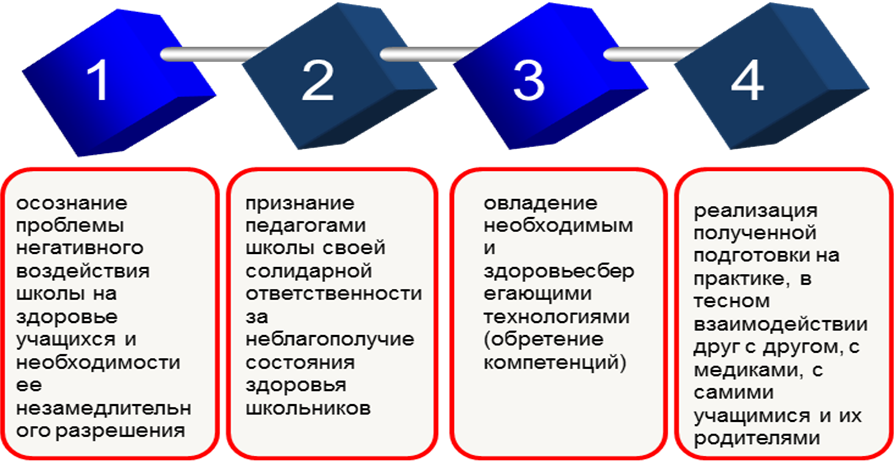 1
2
3
4
осознание
проблемы
негативного
воздействия
школы на
здоровье
учащихся и
необходимости
ее
незамедлительн
ого разрешения
признание
педагогами
школы своей
солидарной
ответственности
за
неблагополучие
состояния
здоровья
школьников
овладение
необходимым
и
здоровьесбер
егающими
технологиями
(обретение
компетенций)
реализация
полученной
подготовки на
практике, в
тесном
взаимодействии
друг с другом, с
медиками, с
самими
учащимися и их
родителями